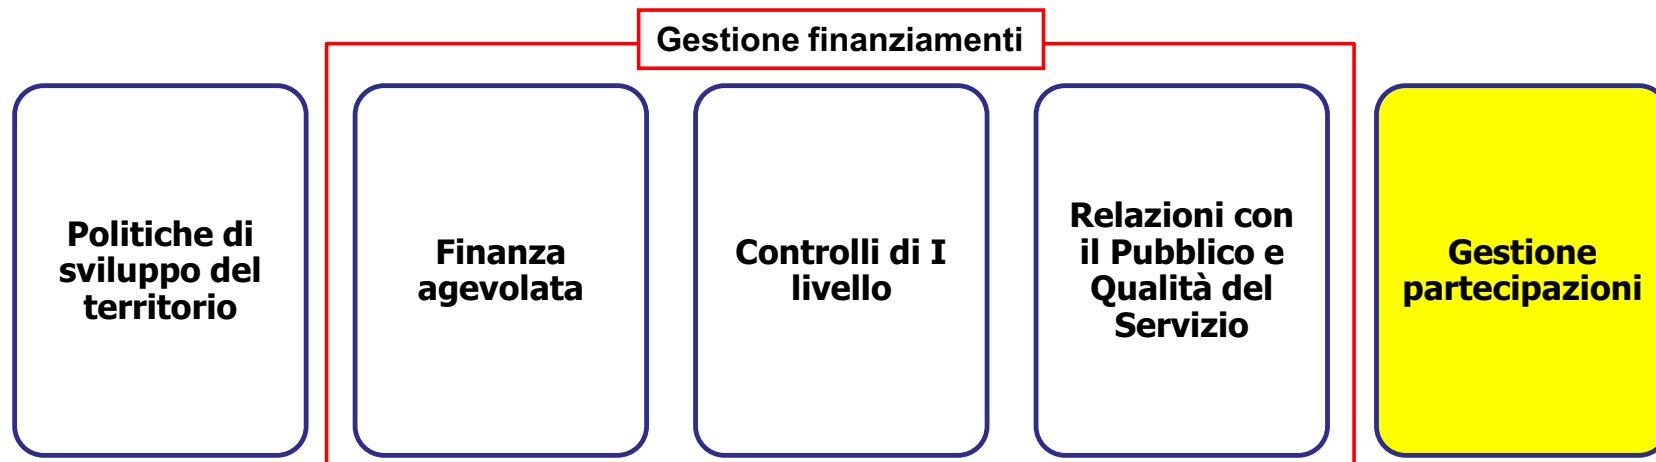 Gestione finanziamenti
Politiche di
sviluppo del
territorio
Finanza
agevolata
Controlli di I
livello
Relazioni con
il Pubblico e
Qualità del
Servizio
Gestione
partecipazioni